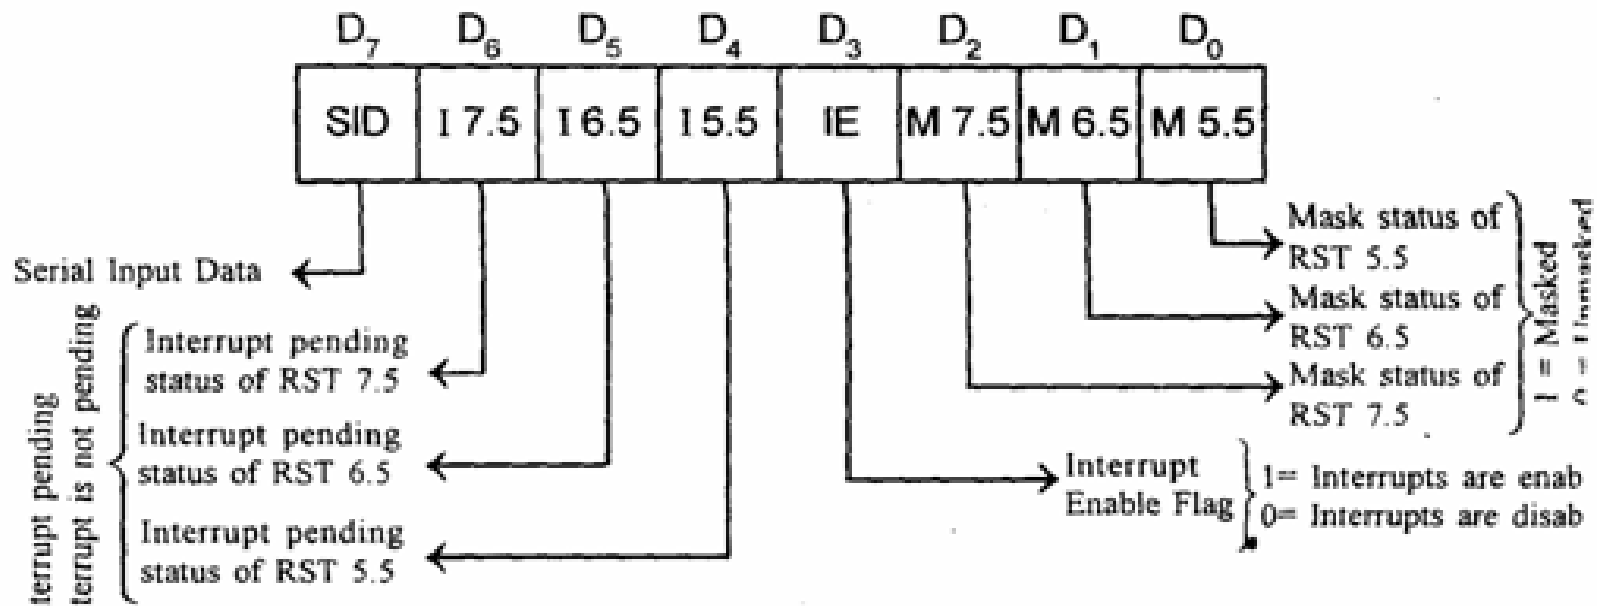 D7 D6 D5 D4 D3 D2 D1 D0
SID I 7.5 I 6.5 I 5.5 IE M 7.5 M 6.5 M 5.5
Serial Input Data
Interrupt pending
status of RST 7.5
Interrupt pending
status of RST 6.5
Interrupt pending
status of RST 5.5
terrupt pending
terrupt is not pending
Mask status of
RST 5.5
Mask status of
RST 6.5
Mask status of
RST 7.5
1 = Masked
Interrupt
Enable Flag
1= Interrupts are enab
0= Interrupts are disab